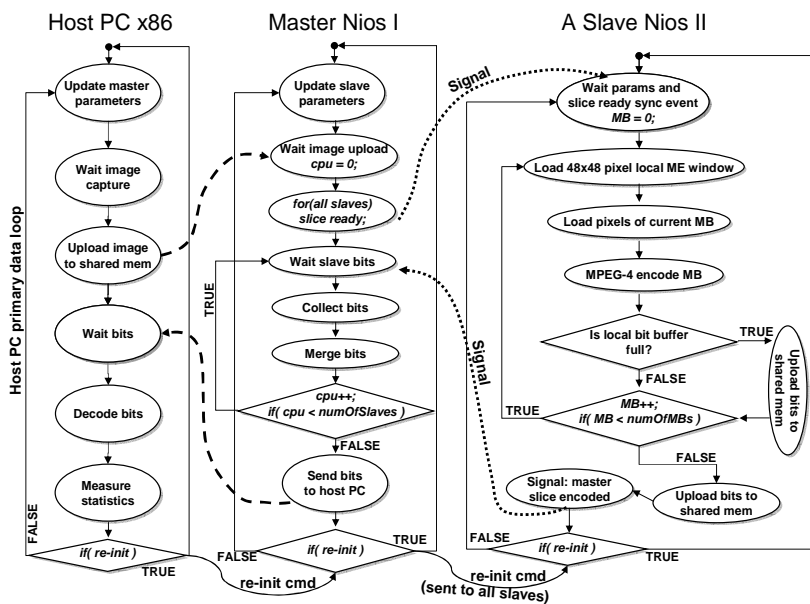 Host PC x86
Update master
parameters
Wait image
capture
Upload image
to shared mem
Wait bits
Decode bits
Measure
statistics
if( re-init )
FALSE
TRUE
Host PC primary data loop
re-init cmd
Master Nios I
Update slave
parameters
Wait image upload
cpu = 0;
for(all slaves)
slice ready;
Wait slave bits
Collect bits
Merge bits
cpu++;
if( cpu < numOfSlaves )
TRUE
FALSE
Send bits
to host PC
if( re-init )
FALSE
TRUE
re-init cmd
(sent to all slaves)
Signal
Signal
A Slave Nios II
Wait params and
slice ready sync event
MB = 0;
Load 48x48 pixel local ME window
Load pixels of current MB
MPEG-4 encode MB
Is local bit buffer
full?
TRUE
FALSE
Upload bits to
shared mem
MB++;
if( MB < numOfMBs )
TRUE
FALSE
Upload bits to
shared mem
Signal: master
slice encoded
if( re-init )
FALSE
TRUE